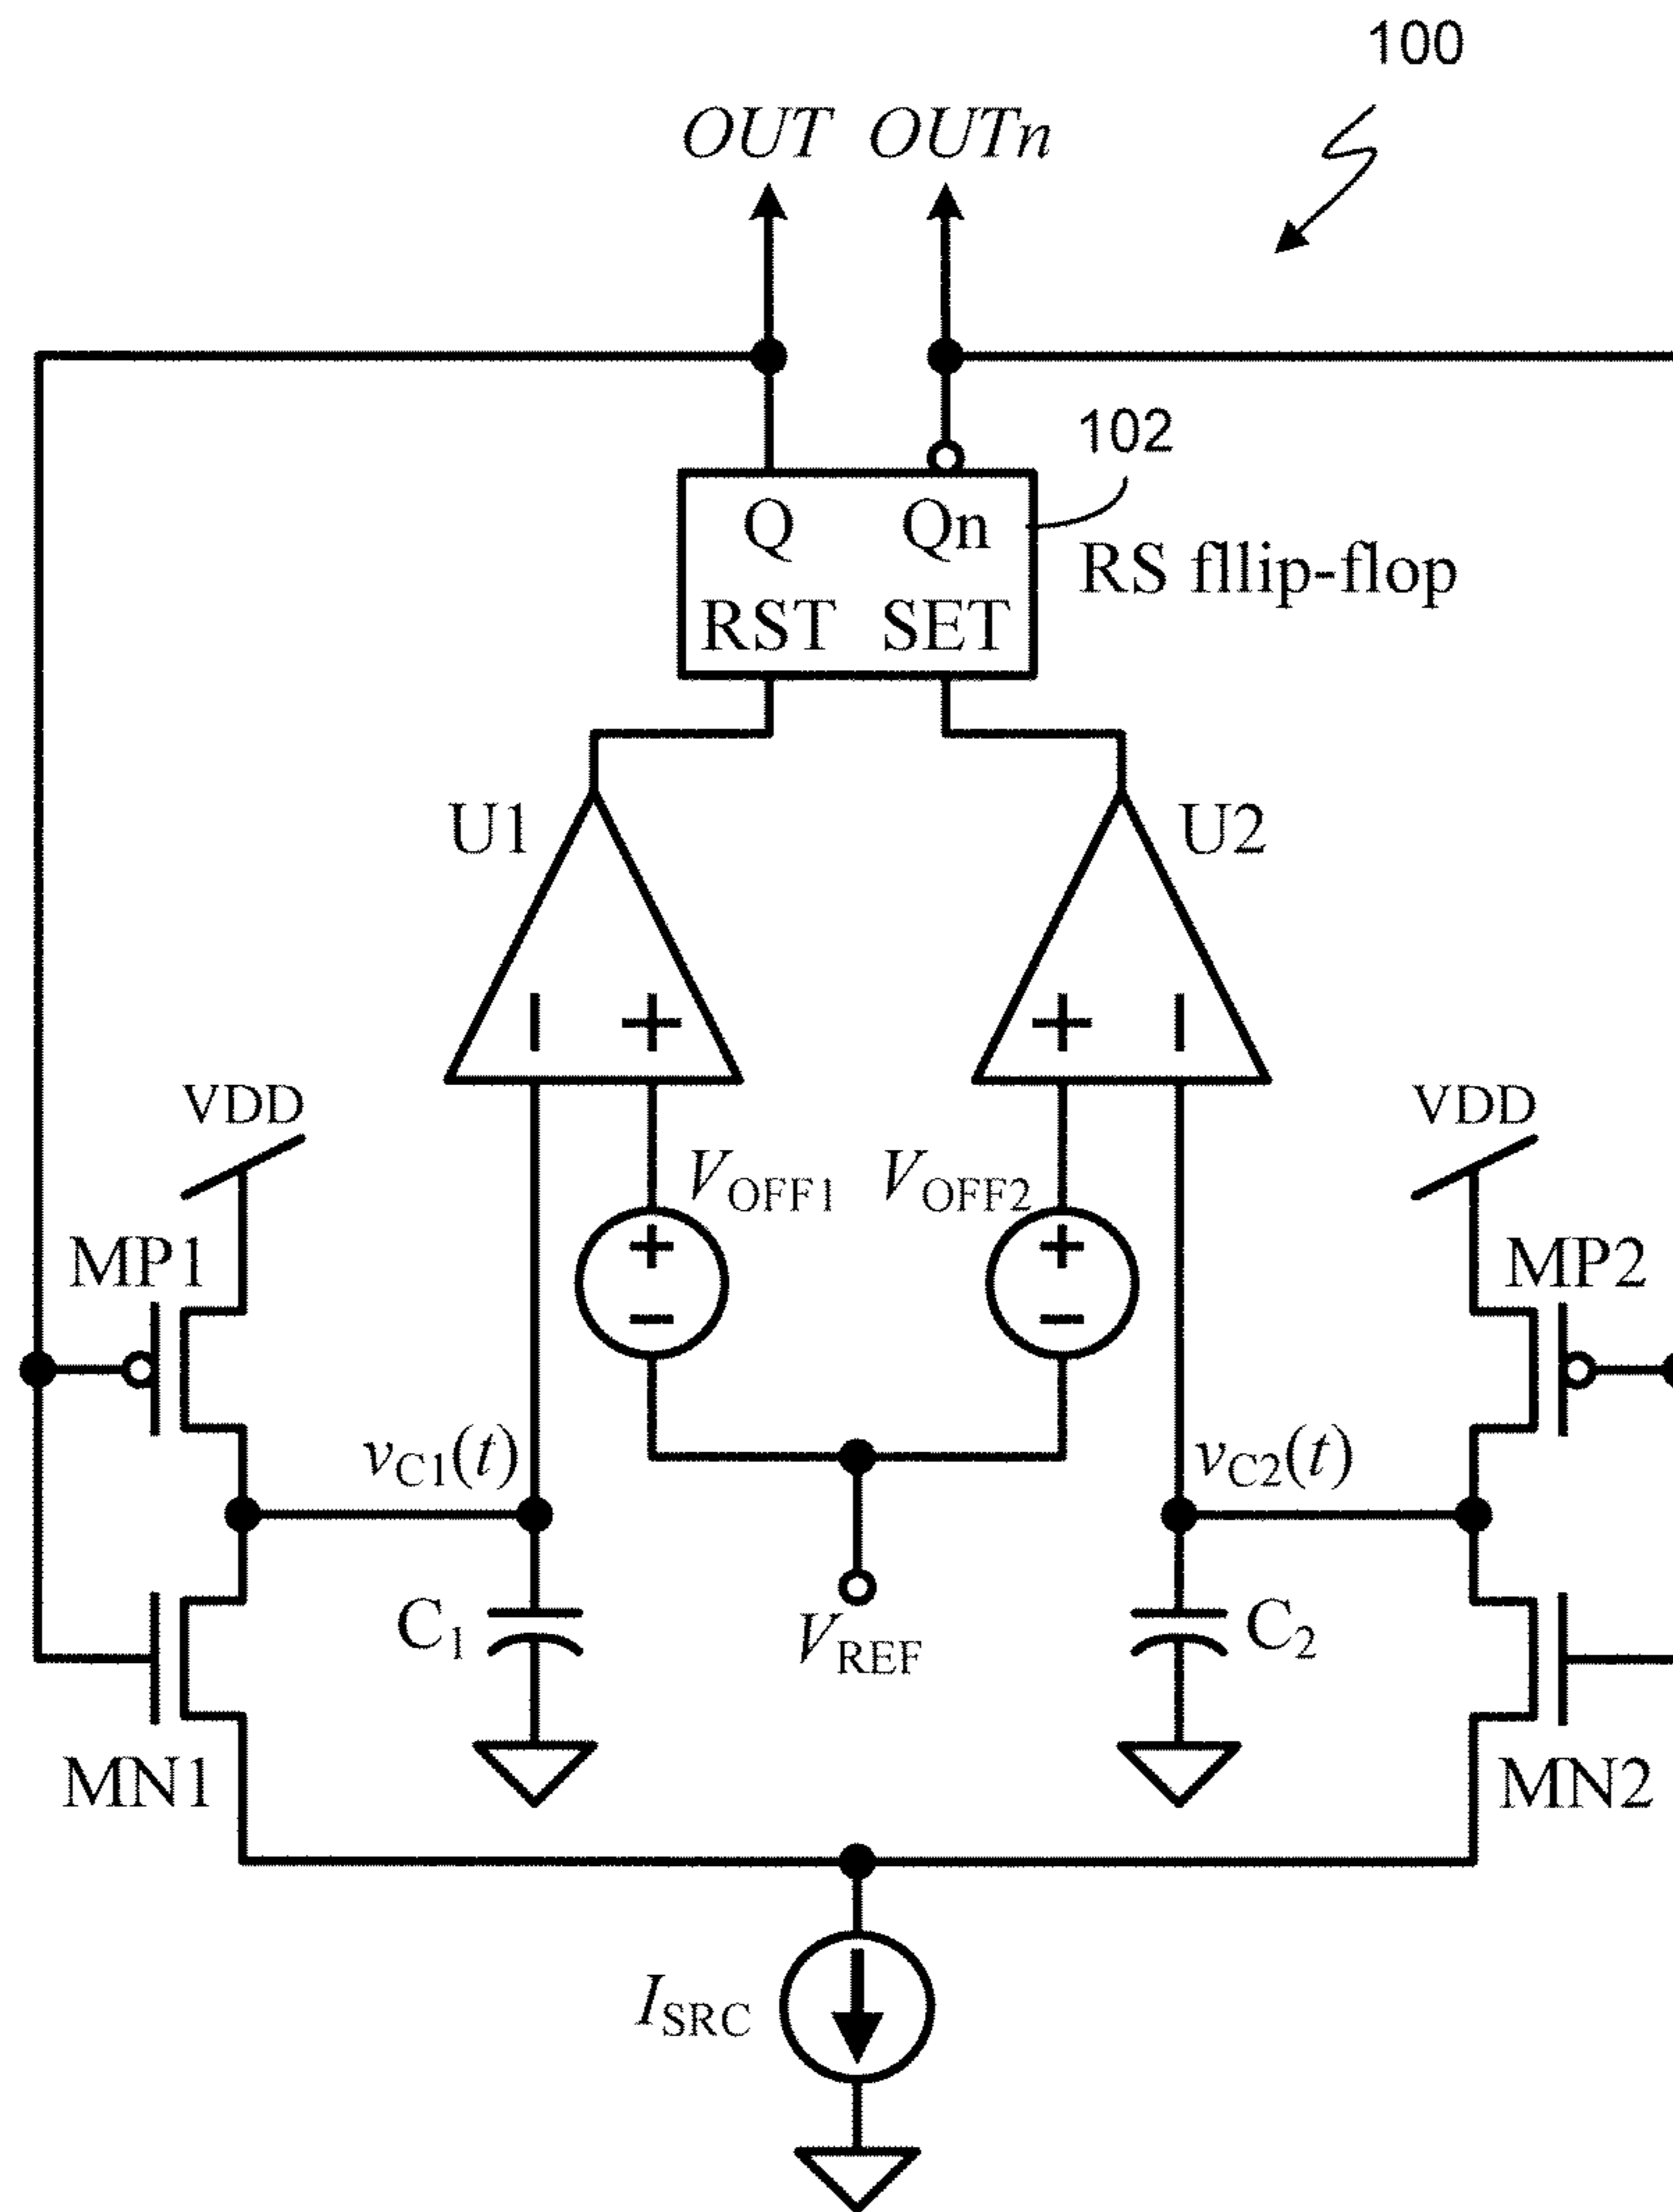 100
OUT OUTn
102
Q Qn
RS fllip-flop
RST SET
U1 U2
VDD VDD
VOFF1 VOFF2
MP1 MP2
vC1(t) vC2(t)
C1 C2
VREF
MN1 MN2
ISRC